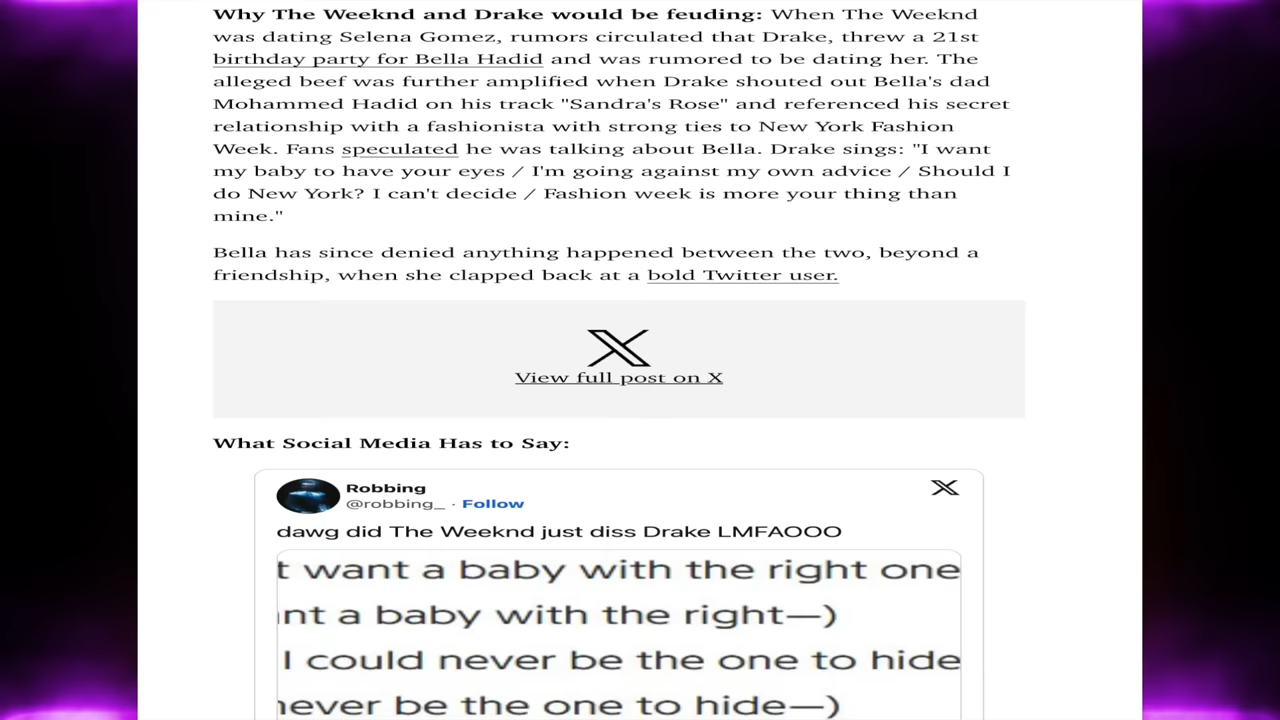 Why The Weeknd and Drake would be feuding: When The Weeknd
was dating Selena Gomez, rumors circulated that Drake, threw a 21st
birthday party for Bella Hadid and was rumored to be dating her. The
alleged beef was further amplified when Drake shouted out Bella's dad
Mohammed Hadid on his track "Sandra's Rose" and referenced his secret
relationship with a fashionista with strong ties to New York Fashion
Week. Fans speculated he was talking about Bella. Drake sings: "I want
my baby to have your eyes / I'm going against my own advice / Should I
do New York? I can't decide / Fashion week is more your thing than
mine."
Bella has since denied anything happened between the two, beyond a
friendship, when she clapped back at a bold Twitter user.
View full post on X
What Social Media Has to Say:
Robbing
@robbing_ · Follow
dawg did The Weeknd just diss Drake LMFAOOO
t want a baby with the right one
nt a baby with the right—)
I could never be the one to hide
never be the one to hide—)